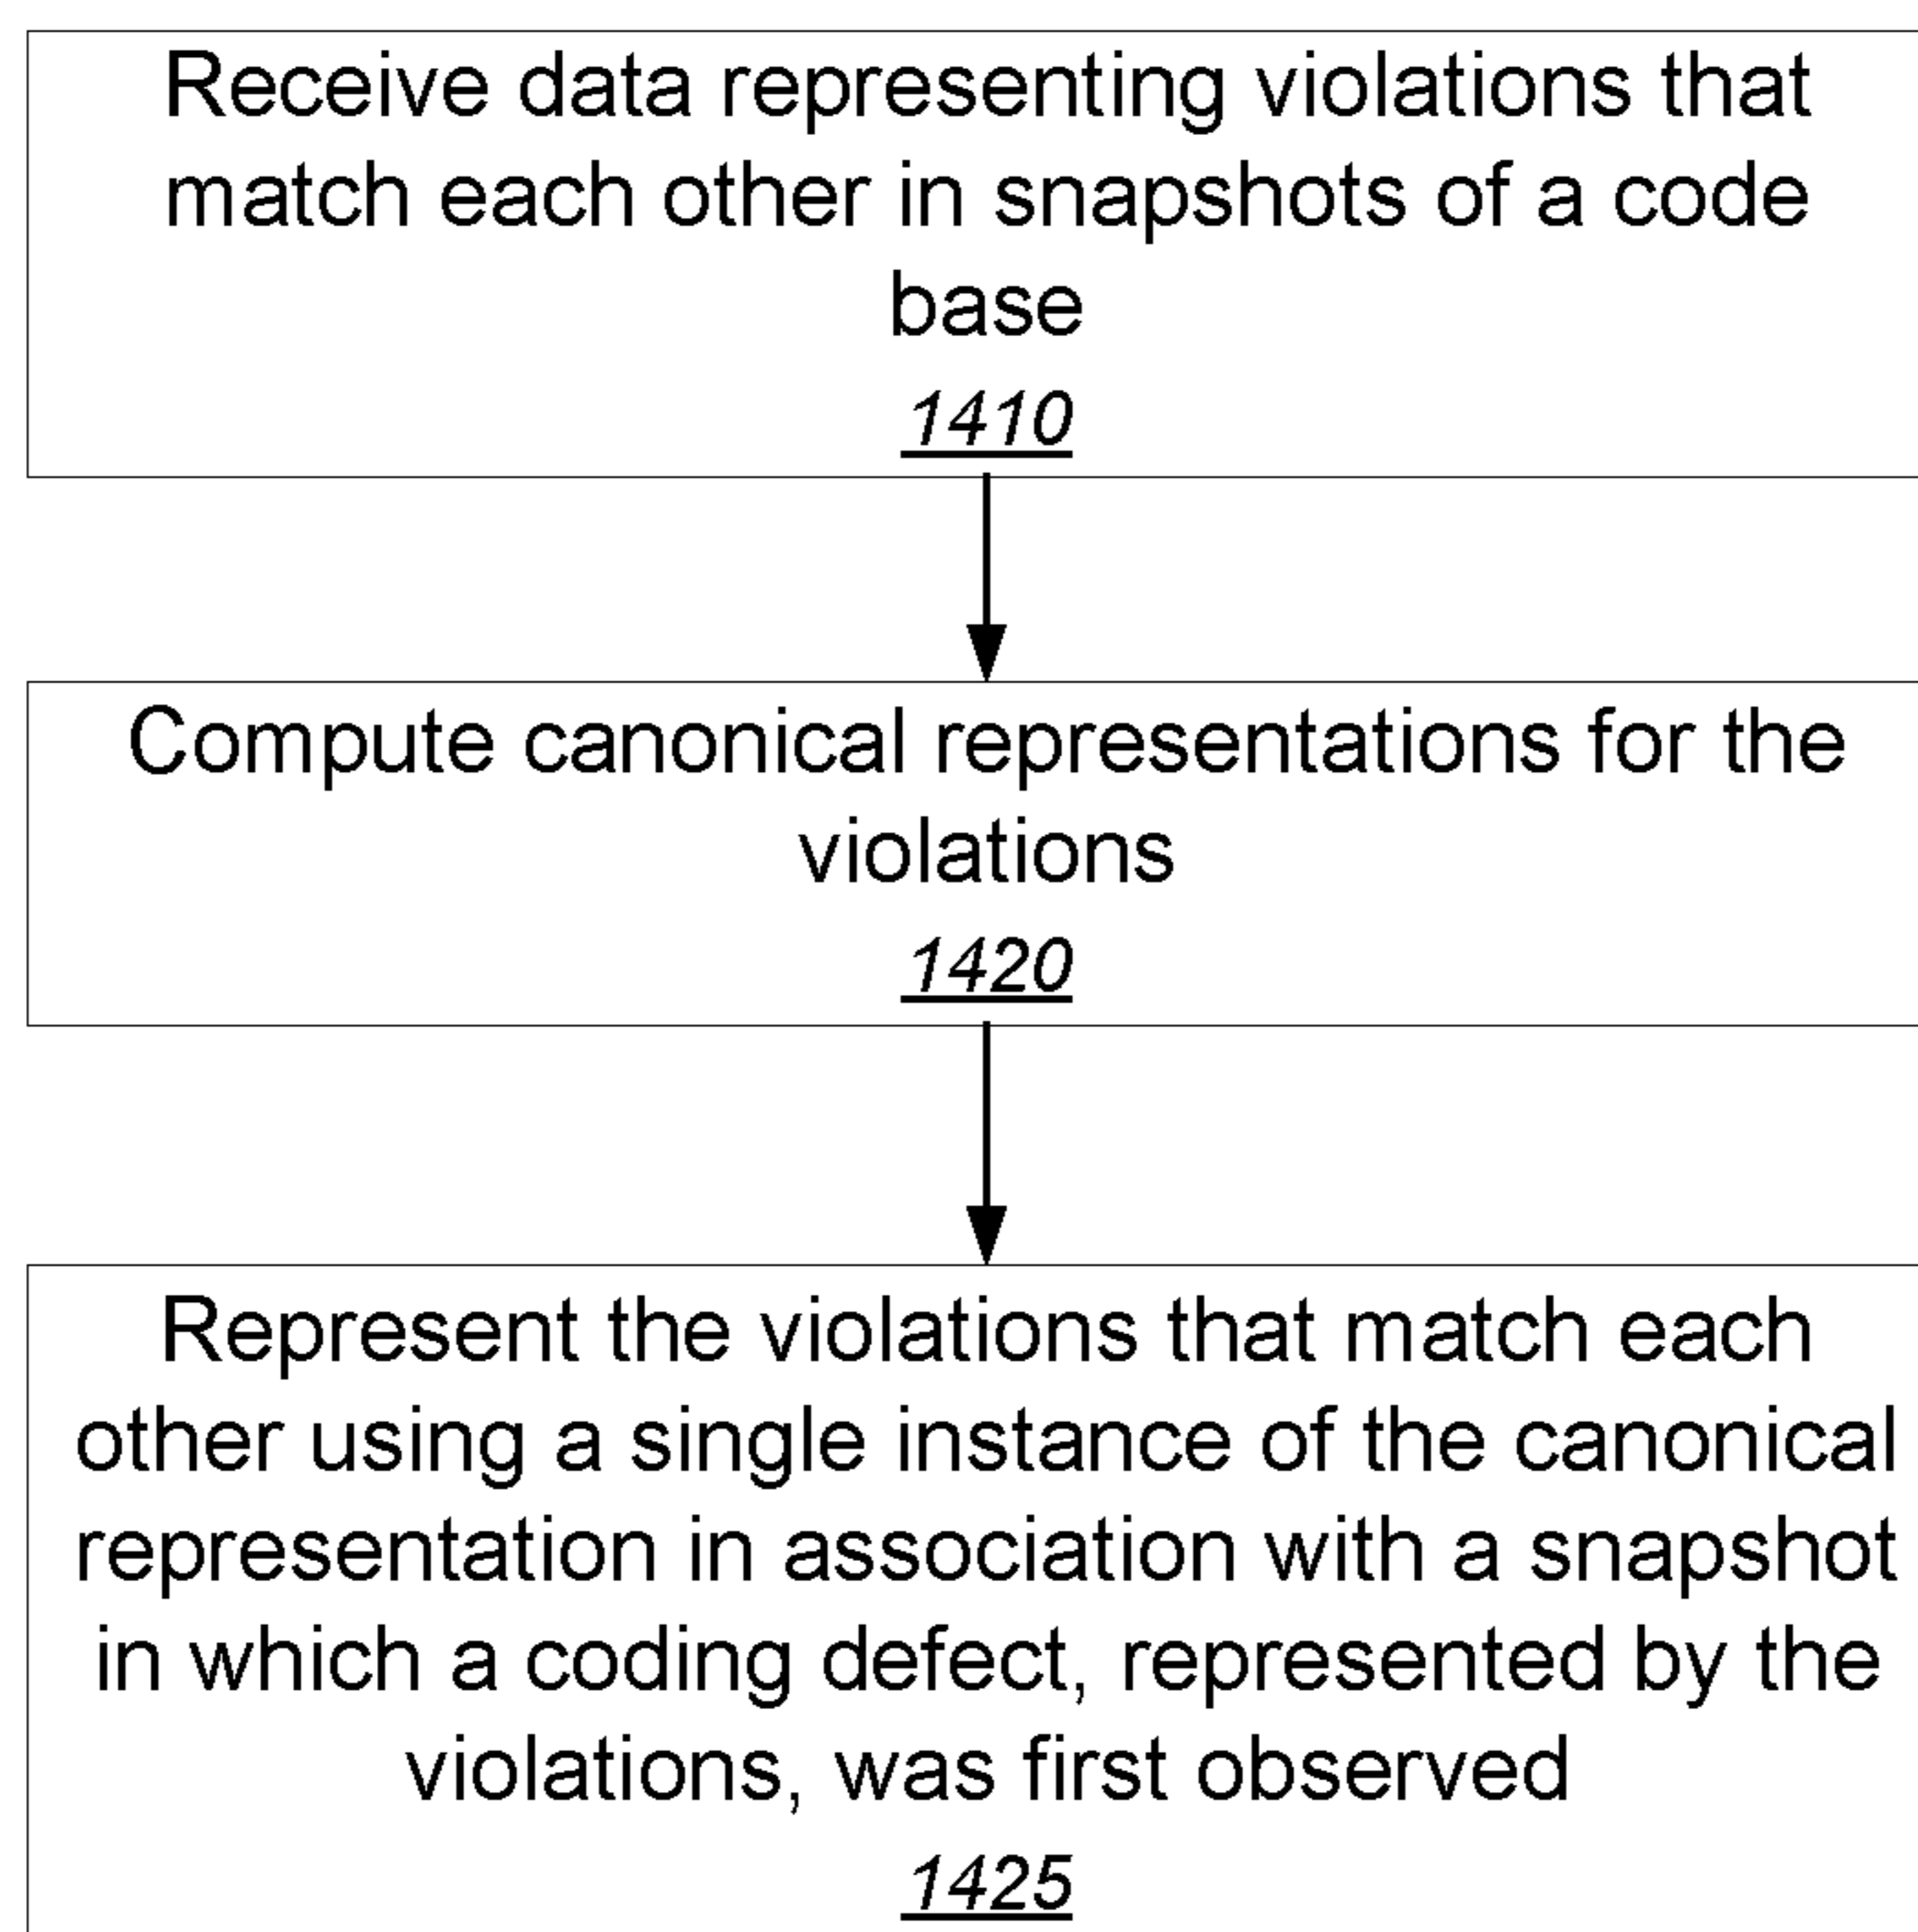 Receive data representing violations that
match each other in snapshots of a code
base
1410
Compute canonical representations for the
violations
1420
Represent the violations that match each
other using a single instance of the canonical
representation in association with a snapshot
in which a coding defect, represented by the
violations, was first observed
1425